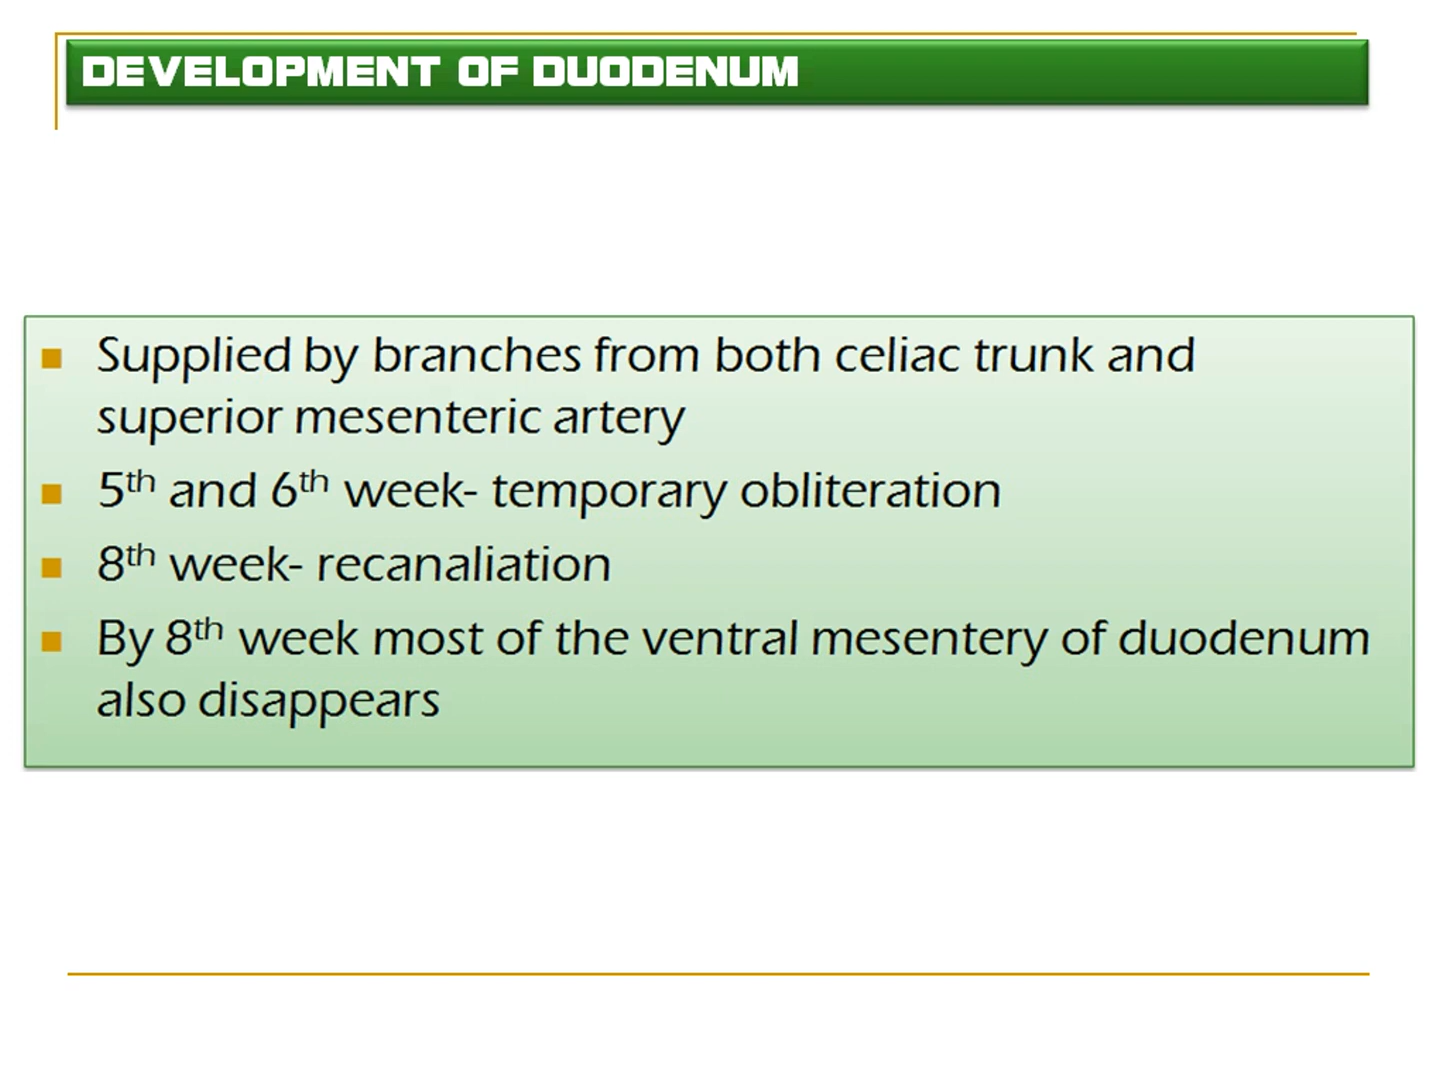 DEVELOPMENT OF DUODENUM
Supplied by branches from both celiac trunk and
superior mesenteric artery
5th and 6th week- temporary obliteration
8th week- recanaliation
By 8th week most of the ventral mesentery of duodenum
also disappears